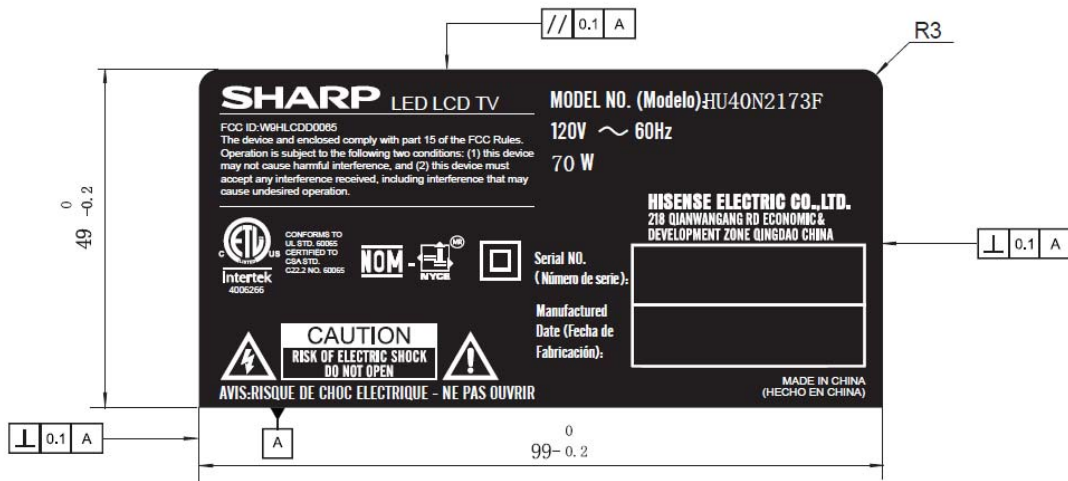 // 0.1 A
R3
SHARP LED LCD TV
FCC ID:W9HLCDD0065
The device and enclosed comply with part 15 of the FCC Rules.
Operation is subject to the following two conditions: (1) this device
may not cause harmful interference, and (2) this device must
accept any interference received, including interference that may
cause undesired operation.
MODEL NO. (Modelo):HU40N2173F
120V ～ 60Hz
70 W
HISENSE ELECTRIC CO.,LTD.
218 QIANWANGANG RD ECONOMIC &
DEVELOPMENT ZONE QINGDAO CHINA
0
49 -0.2
C ETL US
LISTED
Intertek
4006266
CONFORMS TO
UL STD. 60065
CERTIFIED TO
CSA STD.
C22.2 NO. 60065
NOM - NYCE MR
Serial NO.
(Número de serie):
Manufactured
Date (Fecha de
Fabricación):
⊥ 0.1 A
CAUTION
RISK OF ELECTRIC SHOCK
DO NOT OPEN
AVIS:RISQUE DE CHOC ELECTRIQUE - NE PAS OUVRIR
MADE IN CHINA
(HECHO EN CHINA)
⊥ 0.1 A
A
0
99-0.2